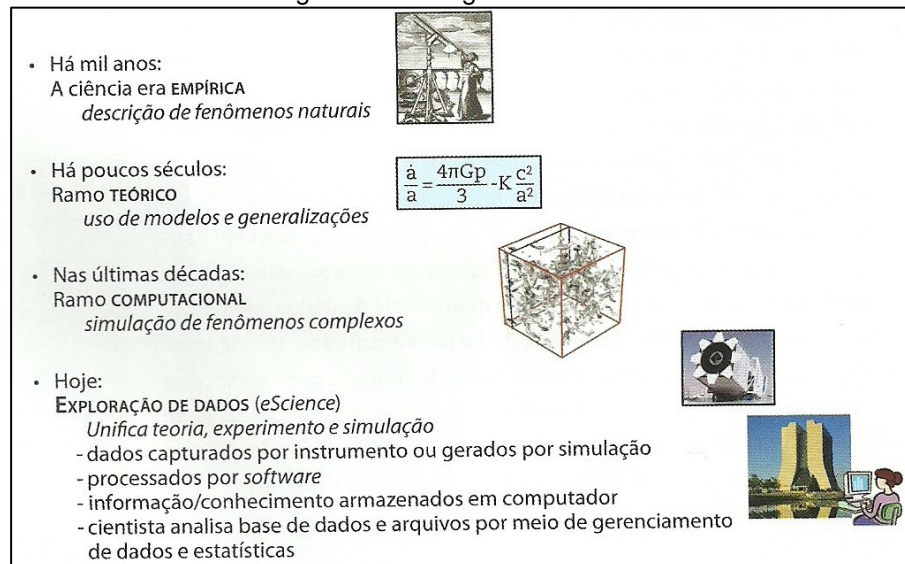 • Há mil anos:
A ciência era EMPÍRICA
descrição de fenômenos naturais
• Há poucos séculos:
Ramo TEÓRICO
uso de modelos e generalizações
ȧ/a = 4πGp/3 - K c²/a²
• Nas últimas décadas:
Ramo COMPUTACIONAL
simulação de fenômenos complexos
• Hoje:
EXPLORAÇÃO DE DADOS (eScience)
Unifica teoria, experimento e simulação
- dados capturados por instrumento ou gerados por simulação
- processados por software
- informação/conhecimento armazenados em computador
- cientista analisa base de dados e arquivos por meio de gerenciamento
de dados e estatísticas